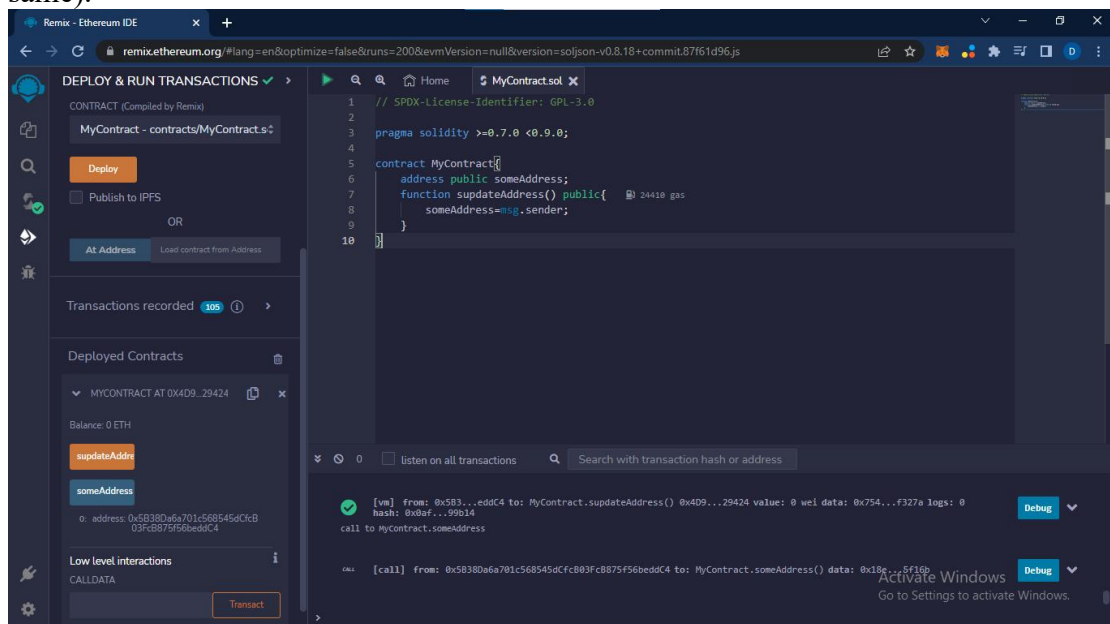 same).
Remix - Ethereum IDE
remix.ethereum.org/#lang=en&optimize=false&runs=200&evmVersion=null&version=soljson-v0.8.18+commit.87f61d96.js
D
DEPLOY & RUN TRANSACTIONS
CONTRACT (Compiled by Remix)
MyContract - contracts/MyContract.s
Deploy
Publish to IPFS
OR
At Address Load contract from Address
Transactions recorded 105 i
Deployed Contracts
MYCONTRACT AT 0X4D9...29424
Balance: 0 ETH
supdateAddre
someAddress
0: address: 0x5B38Da6a701c568545dCfcB
03FcB875f56beddC4
Low level interactions i
CALLDATA
Transact
Home MyContract.sol
1 // SPDX-License-Identifier: GPL-3.0
2
3 pragma solidity >=0.7.0 <0.9.0;
4
5 contract MyContract{
6 address public someAddress;
7 function supdateAddress() public{ 24410 gas
8 someAddress=msg.sender;
9 }
10 }
0 listen on all transactions Search with transaction hash or address
[vm] from: 0x5B3...eddC4 to: MyContract.supdateAddress() 0x4D9...29424 value: 0 wei data: 0x754...f327a logs: 0
hash: 0x0af...99b14
Debug
call to MyContract.someAddress
CALL [call] from: 0x5B38Da6a701c568545dCfcB03FcB875f56beddC4 to: MyContract.someAddress() data: 0x18e...5f16b
Debug
Activate Windows
Go to Settings to activate Windows.
>